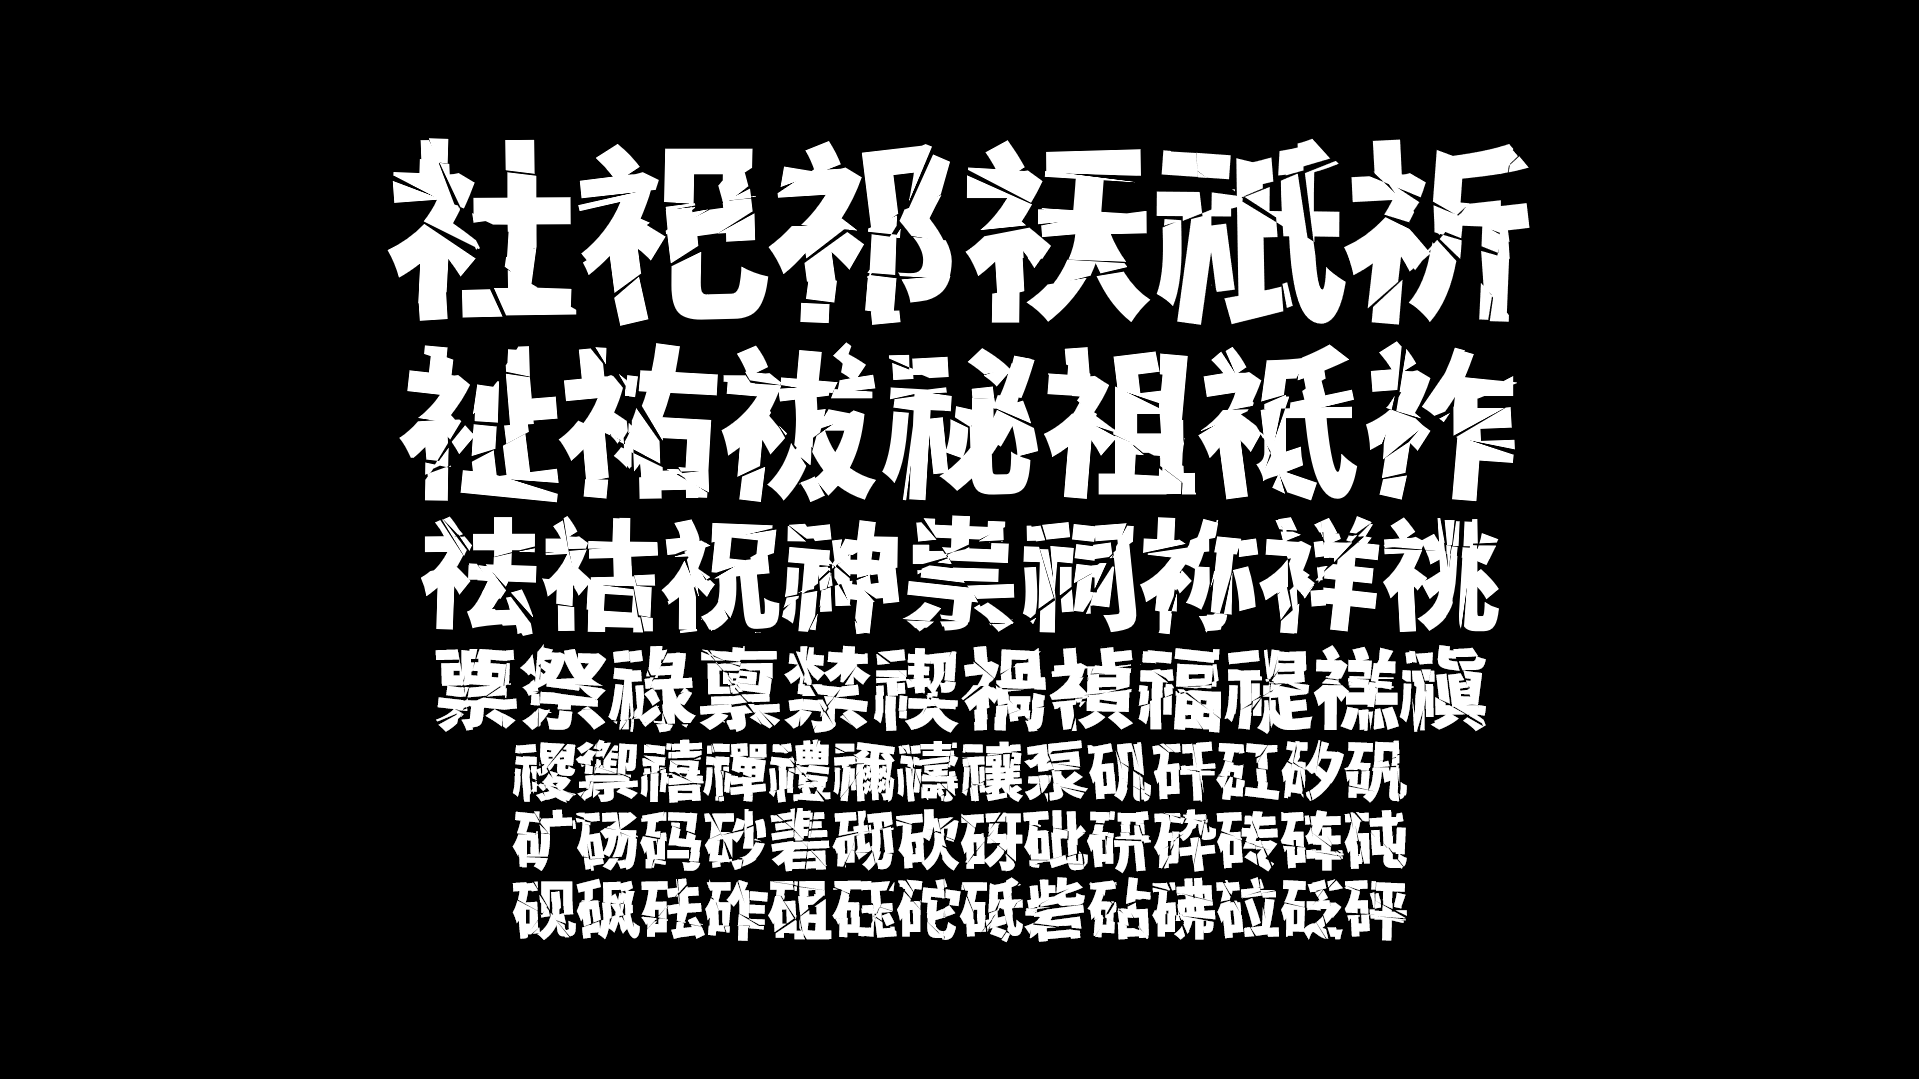 社祀祁祆祇祈
祉祐祓祕祖祗祚
祛祜祝神祟祠祢祥祧
票祭祿禀禁禊禍禎福禔禚禛
禝禦禧禪禮禰禱禳泵矶矸矼矽矾
矿砀码砂砉砌砍砑砒研砕砖砗砘
砚砜砝砟砠砡砣砥砦砧砩砬砭砰